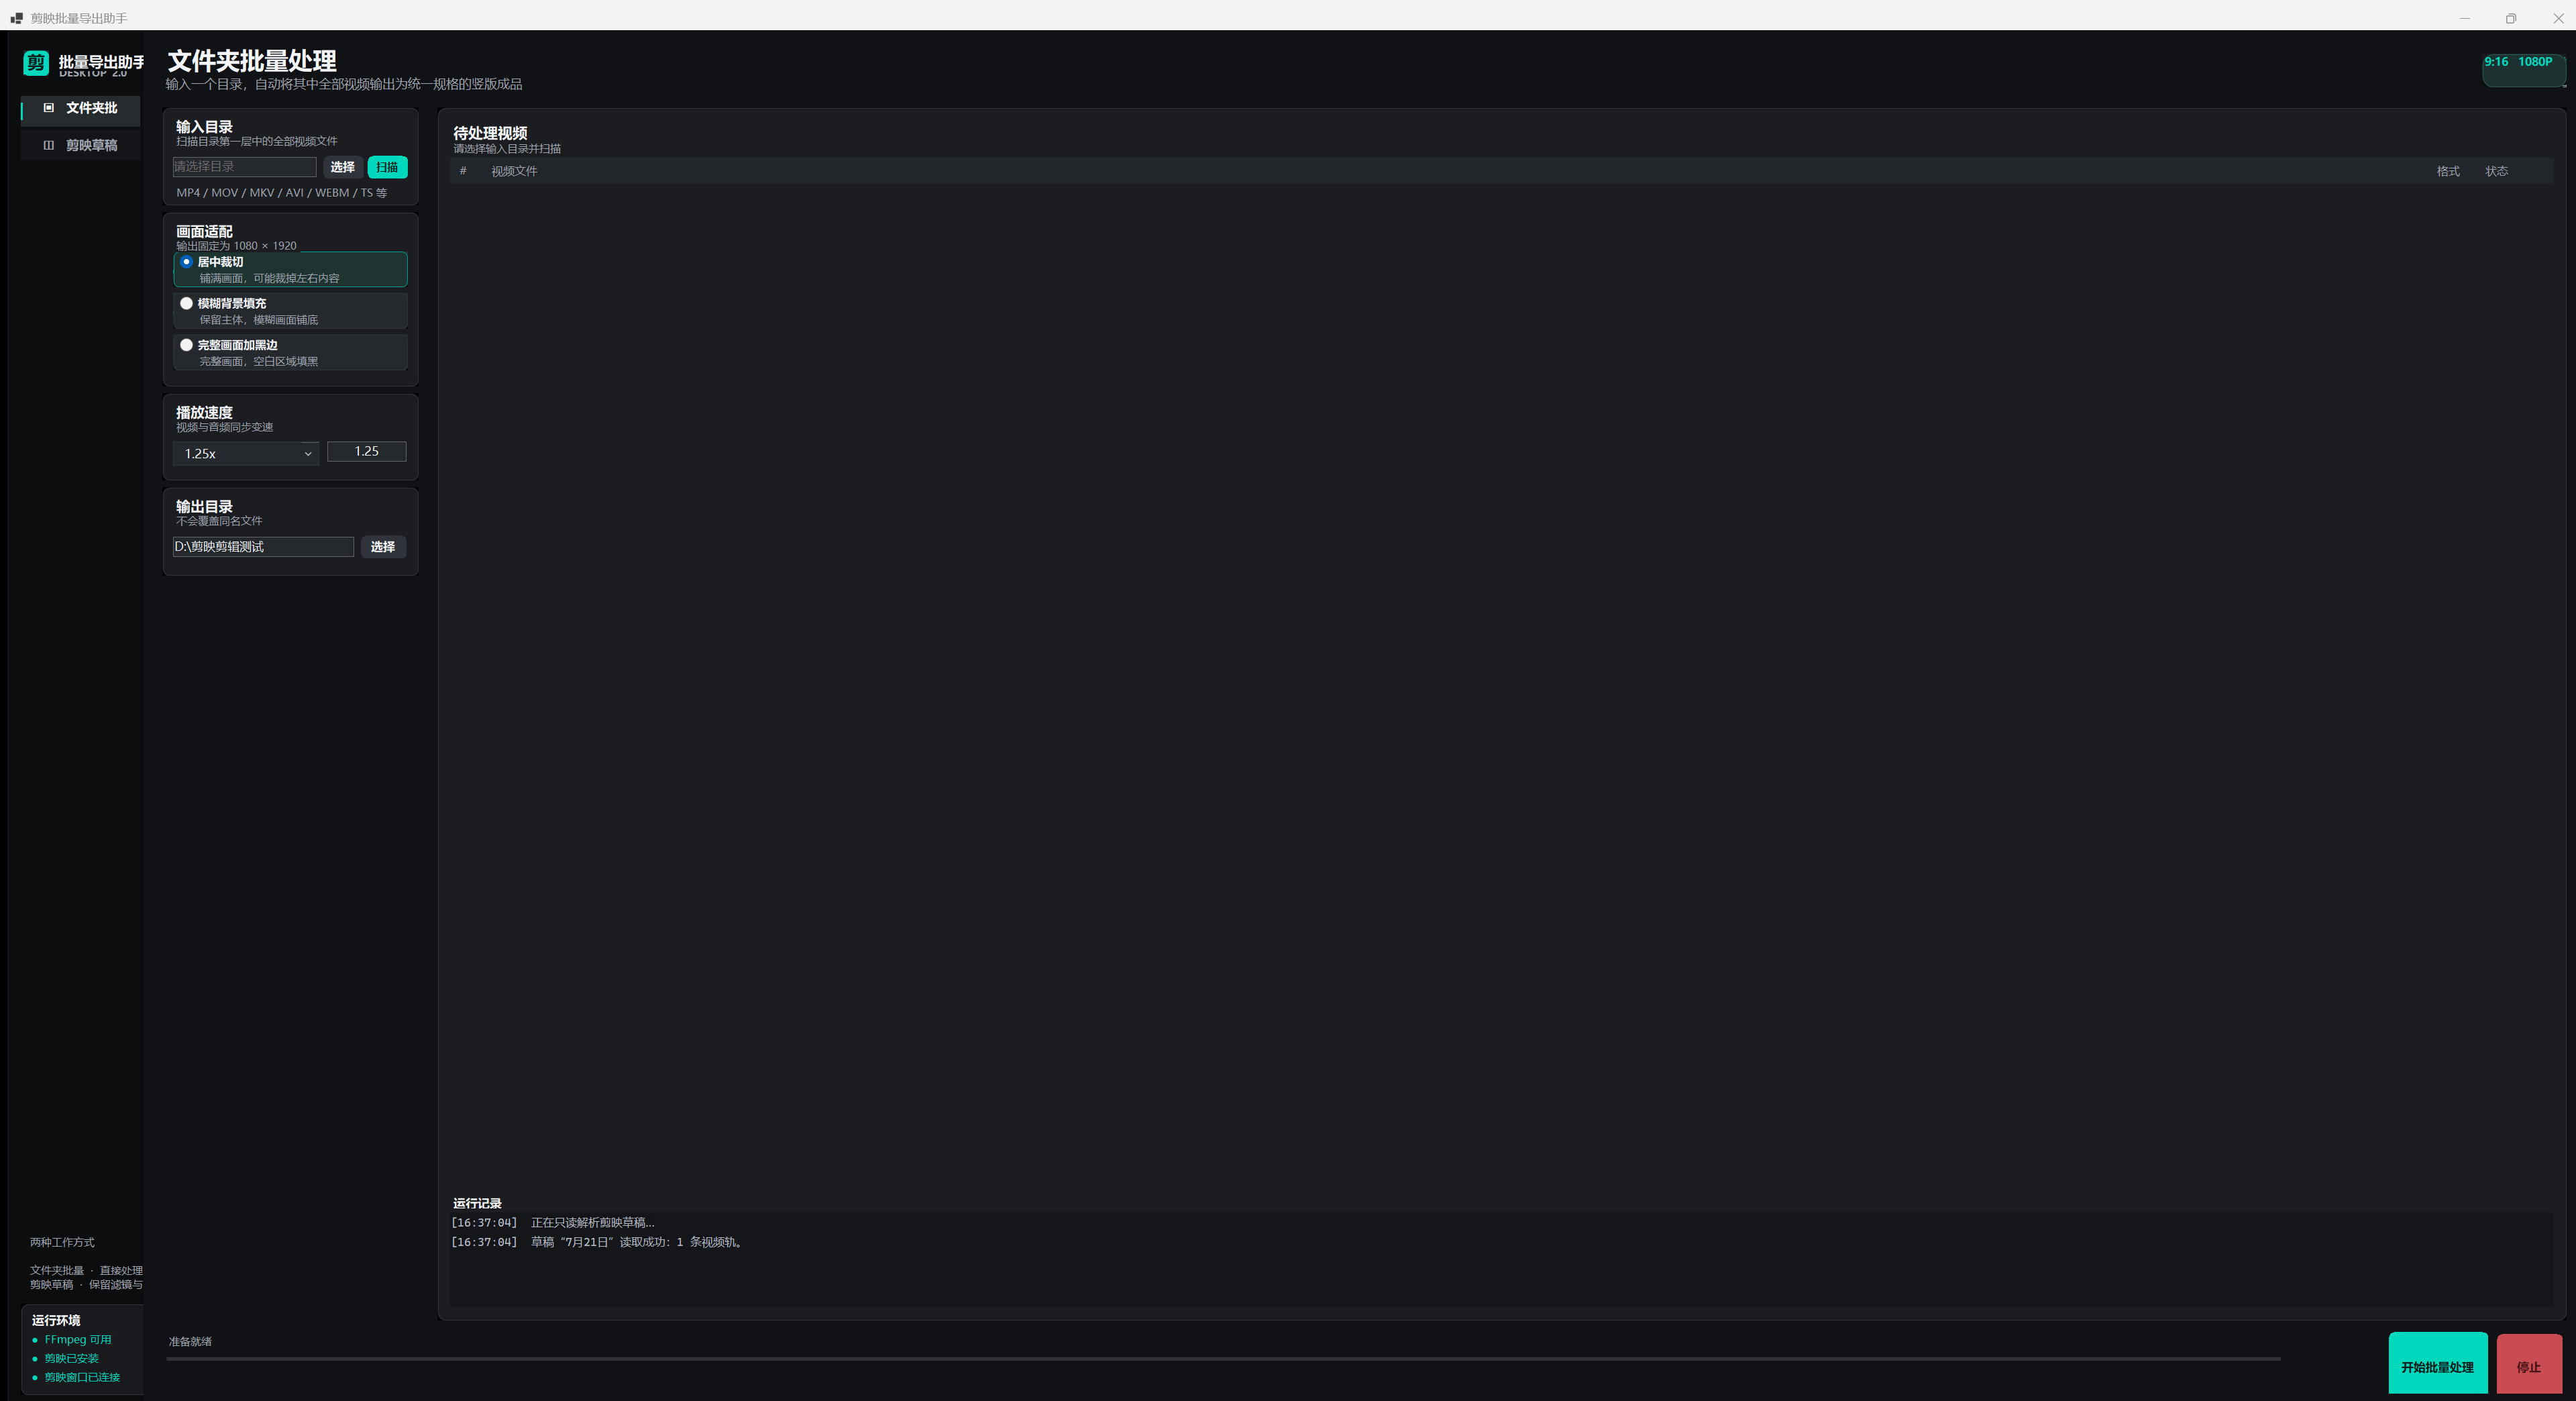 剪映批量导出助手
剪 批量导出助手
DESKTOP 2.0
文件夹批
剪映草稿
文件夹批量处理
输入一个目录，自动将其中全部视频输出为统一规格的竖版成品
9:16 1080P
输入目录
扫描目录第一层中的全部视频文件
请选择目录 选择 扫描
MP4 / MOV / MKV / AVI / WEBM / TS 等
画面适配
输出固定为 1080 × 1920
居中裁切
铺满画面，可能裁掉左右内容
模糊背景填充
保留主体，模糊画面铺底
完整画面加黑边
完整画面，空白区域填黑
播放速度
视频与音频同步变速
1.25x 1.25
输出目录
不会覆盖同名文件
D:\剪映剪辑测试 选择
待处理视频
请选择输入目录并扫描
# 视频文件 格式 状态
运行记录
[16:37:04] 正在只读解析剪映草稿...
[16:37:04] 草稿“7月21日”读取成功：1 条视频轨。
两种工作方式
文件夹批量 · 直接处理
剪映草稿 · 保留滤镜与
运行环境
● FFmpeg 可用
● 剪映已安装
● 剪映窗口已连接
准备就绪
开始批量处理 停止